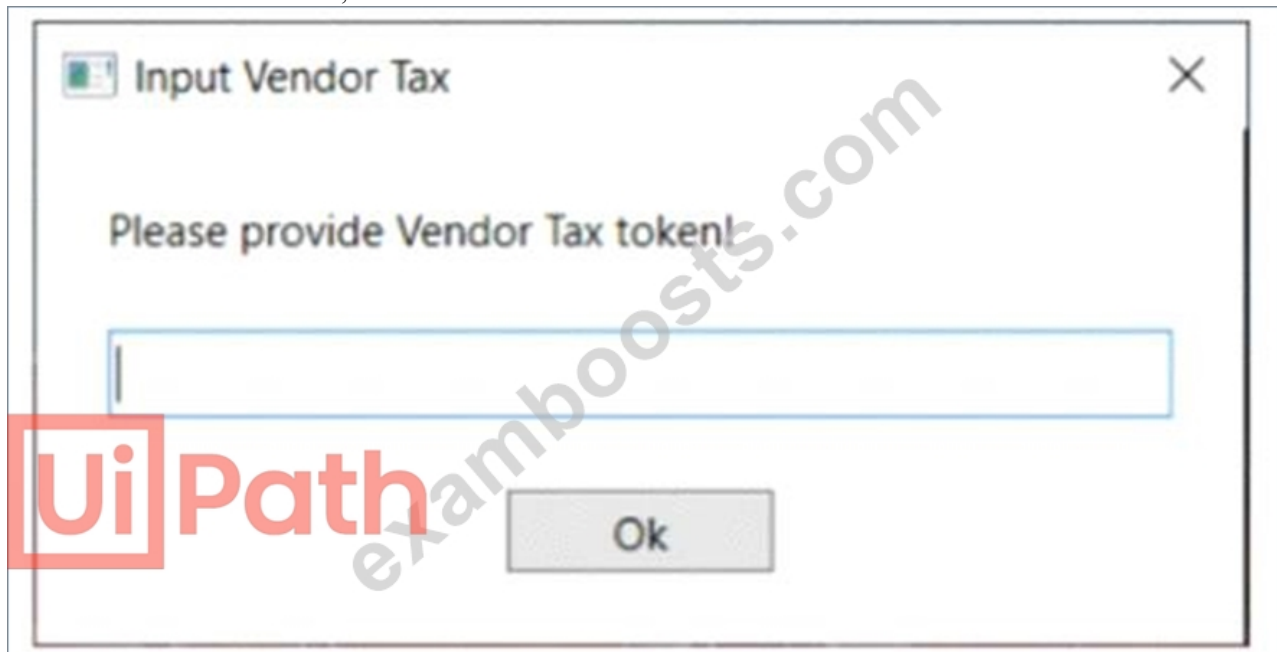 Input Vendor Tax
Please provide Vendor Tax token!
UiPath
Ok
examboosts.com